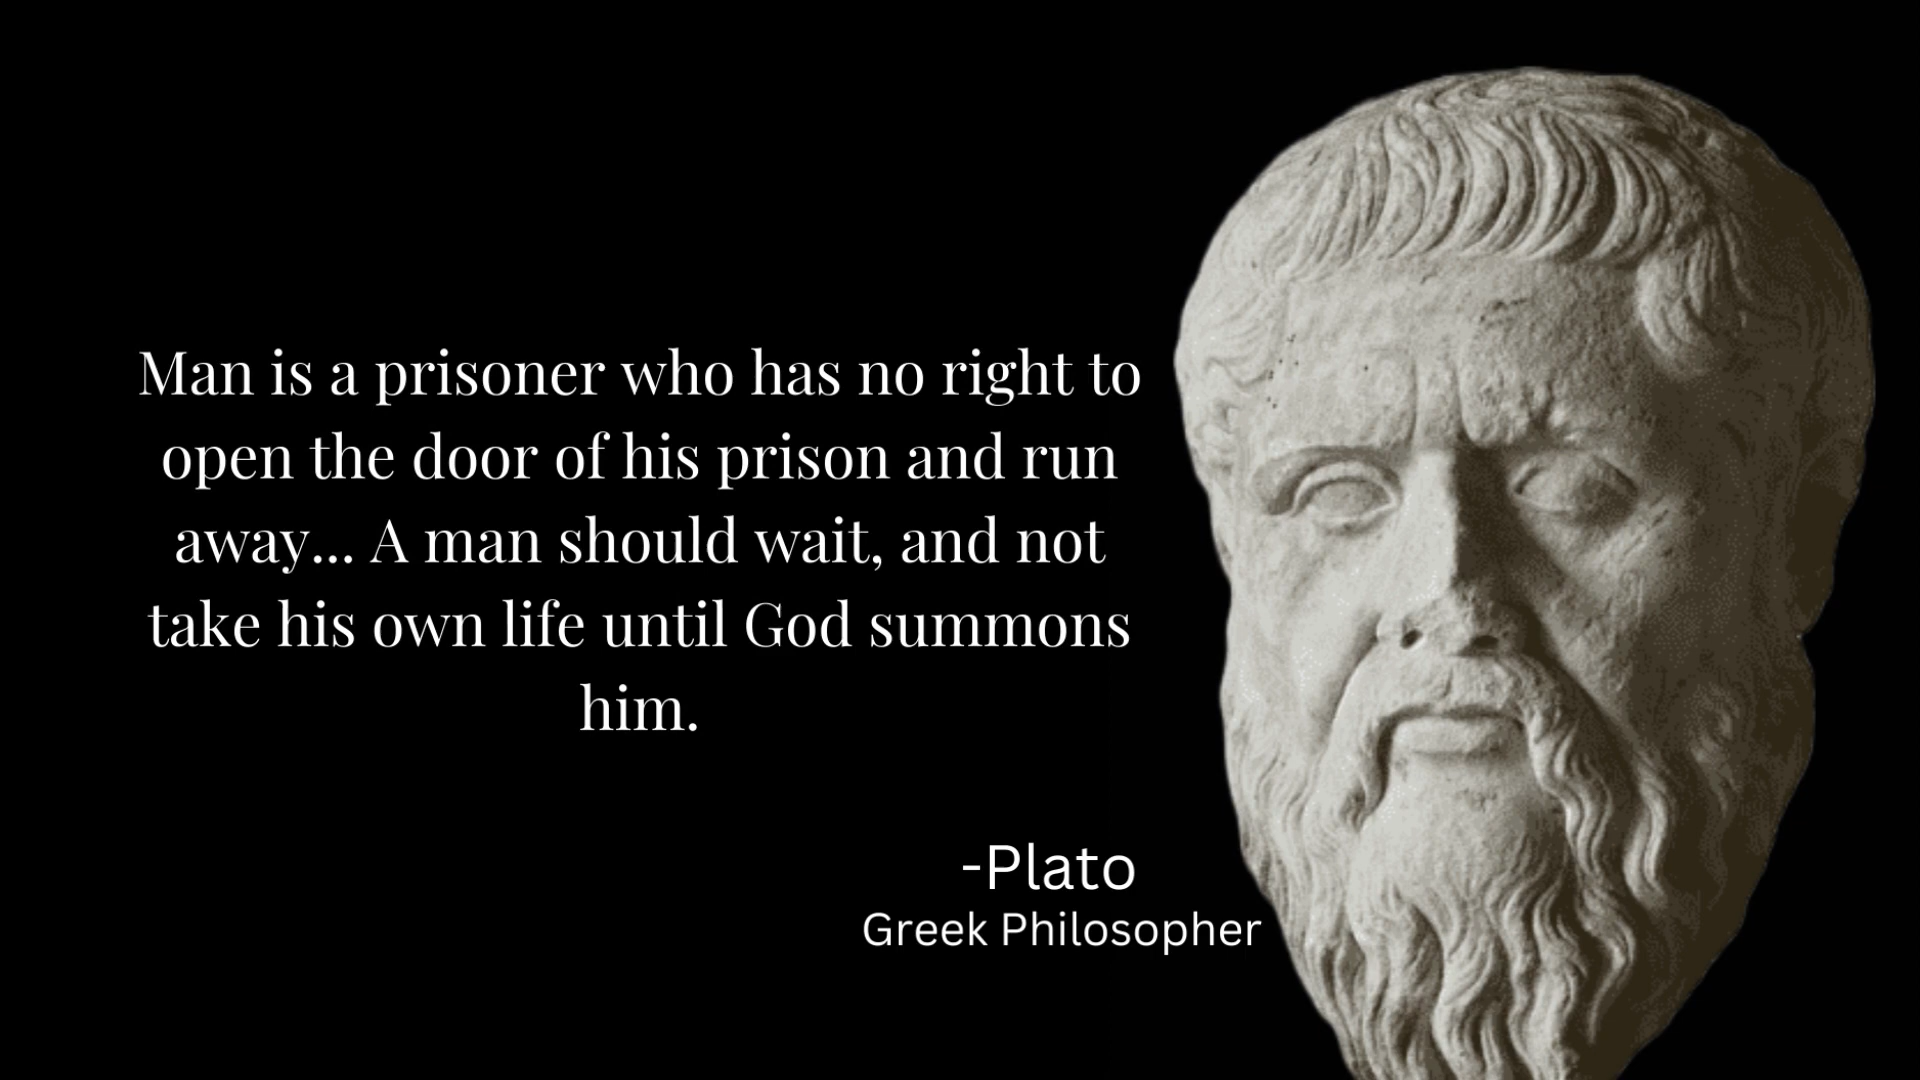 Man is a prisoner who has no right to
open the door of his prison and run
away... A man should wait, and not
take his own life until God summons
him.
-Plato
Greek Philosopher